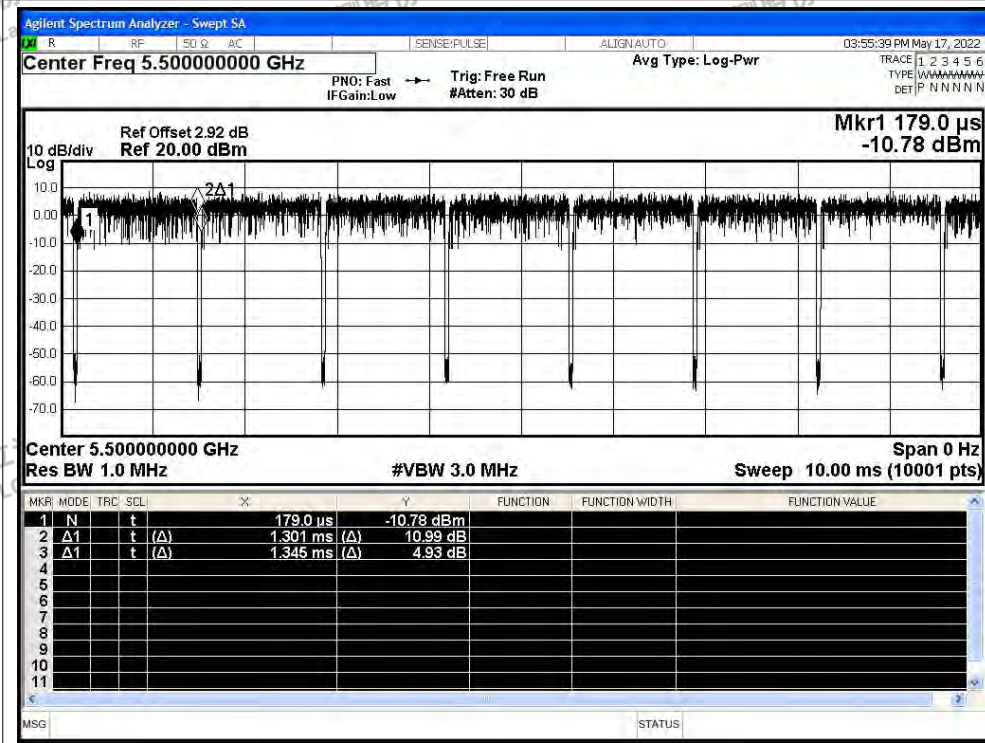 Agilent Spectrum Analyzer - Swept SA
LXI R RF 50 Ω AC SENSE:PULSE ALIGN AUTO 03:55:39 PM May 17, 2022
Center Freq 5.500000000 GHz Avg Type: Log-Pwr TRACE 1 2 3 4 5 6
PNO: Fast Trig: Free Run TYPE
IFGain:Low #Atten: 30 dB DET P N N N N N
Mkr1 179.0 µs
-10.78 dBm
Ref Offset 2.92 dB
10 dB/div Ref 20.00 dBm
Log
10.0
2Δ1
0.00
1
-10.0
-20.0
-30.0
-40.0
-50.0
-60.0
-70.0
Center 5.500000000 GHz Span 0 Hz
Res BW 1.0 MHz #VBW 3.0 MHz Sweep 10.00 ms (10001 pts)
MKR MODE TRC SCL X Y FUNCTION FUNCTION WIDTH FUNCTION VALUE
1 N t 179.0 µs -10.78 dBm
2 Δ1 t (Δ) 1.301 ms (Δ) 10.99 dB
3 Δ1 t (Δ) 1.345 ms (Δ) 4.93 dB
4
5
6
7
8
9
10
11
MSG STATUS